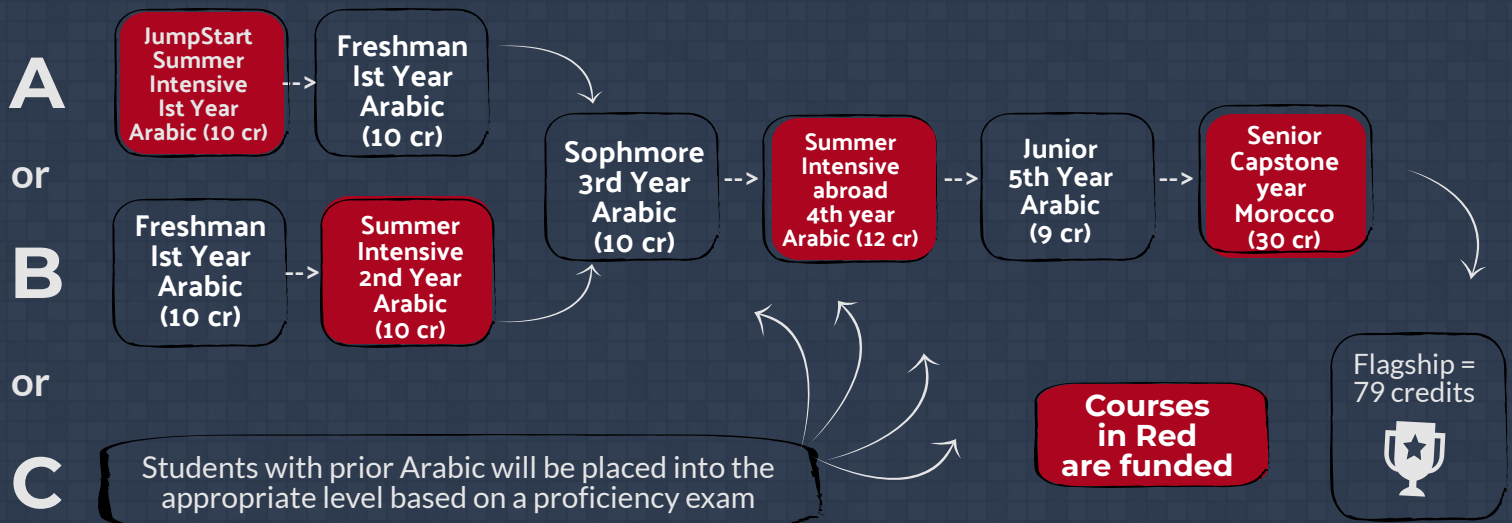 A
JumpStart
Summer
Intensive
Ist Year
Arabic (10 cr)
-->
Freshman
Ist Year
Arabic
(10 cr)
or
B
Freshman
Ist Year
Arabic
(10 cr)
-->
Summer
Intensive
2nd Year
Arabic
(10 cr)
Sophmore
3rd Year
Arabic
(10 cr)
-->
Summer
Intensive
abroad
4th year
Arabic (12 cr)
-->
Junior
5th Year
Arabic
(9 cr)
-->
Senior
Capstone
year
Morocco
(30 cr)
or
C
Students with prior Arabic will be placed into the
appropriate level based on a proficiency exam
Courses
in Red
are funded
Flagship =
79 credits